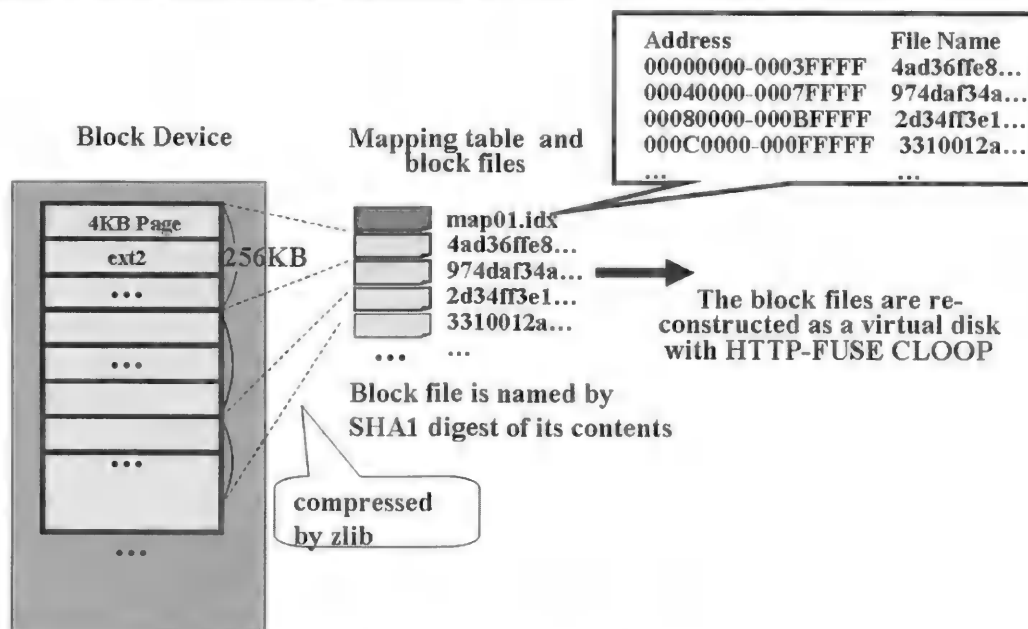 Address File Name
00000000-0003FFFF 4ad36ffe8...
00040000-0007FFFF 974daf34a...
00080000-000BFFFF 2d34ff3e1...
000C0000-000FFFFF 3310012a...
... ...
Block Device
Mapping table and
block files
4KB Page
ext2
...
256KB
...
...
...
map01.idx
4ad36ffe8...
974daf34a...
2d34ff3e1...
3310012a...
... ...
The block files are re-
constructed as a virtual disk
with HTTP-FUSE CLOOP
Block file is named by
SHA1 digest of its contents
compressed
by zlib